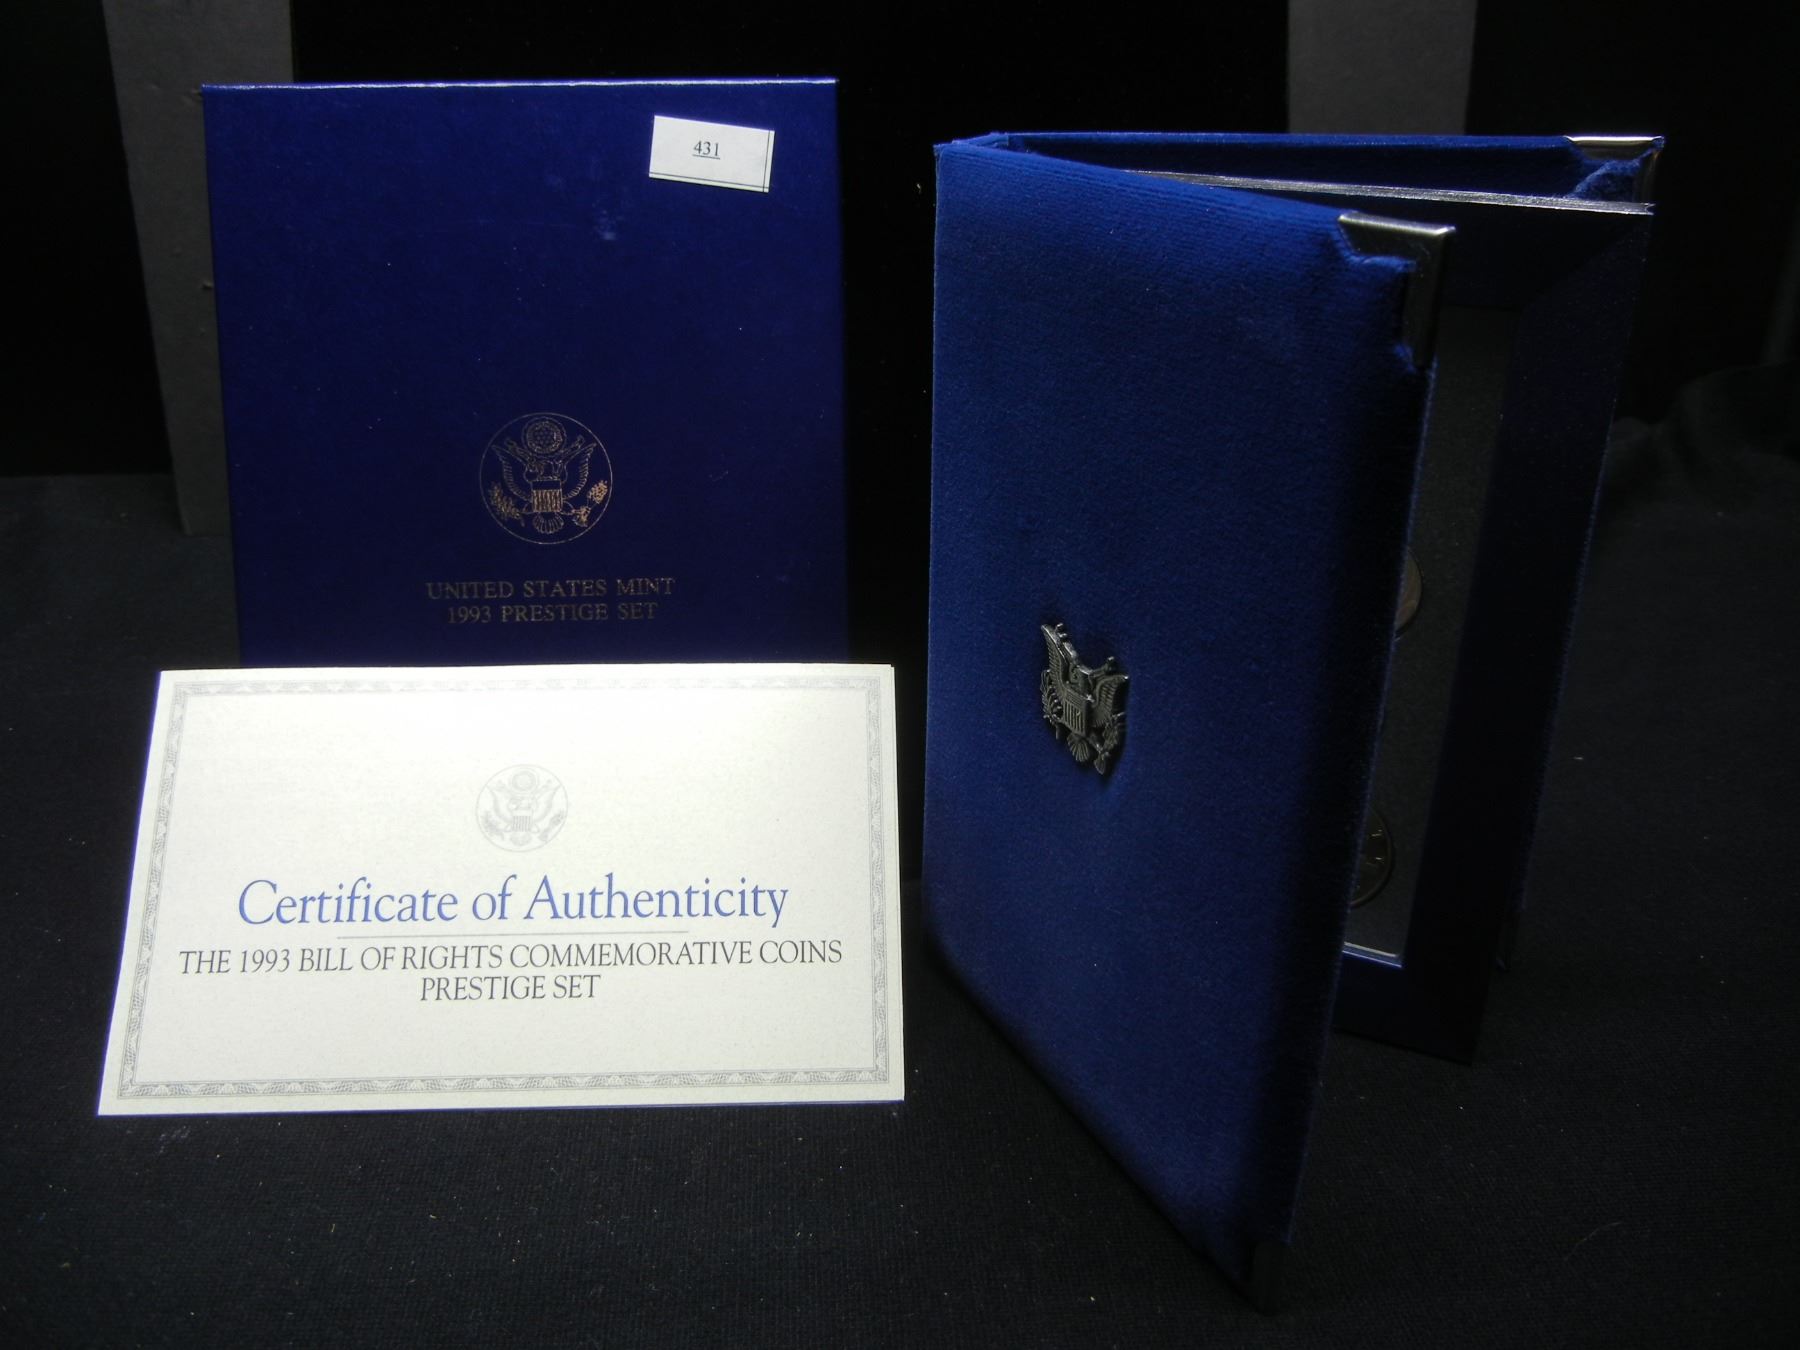 431
UNITED STATES MINT
1993 PRESTIGE SET
Certificate of Authenticity
THE 1993 BILL OF RIGHTS COMMEMORATIVE COINS
PRESTIGE SET